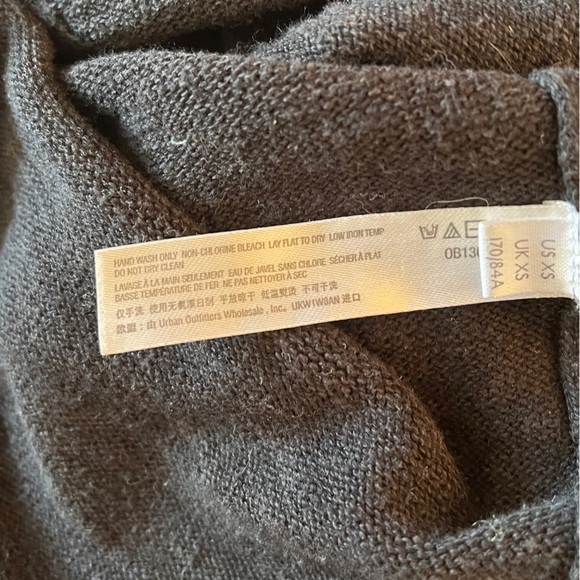 HAND WASH ONLY NON-CHLORINE BLEACH LAY FLAT TO DRY LOW IRON TEMP
DO NOT DRY CLEAN
LAVAGE À LA MAIN SEULEMENT EAU DE JAVEL SANS CHLORE SÉCHER À PLAT
BASSE TEMPÉRATURE DE FER NE PAS NETTOYER À SEC
仅手洗 使用无氯漂白剂 平放晾干 低温熨烫 不可干洗
欧盟：由 Urban Outfitters Wholesale, Inc. UKW1W8AN 进口
0B13
US XS
UK XS
170/84A